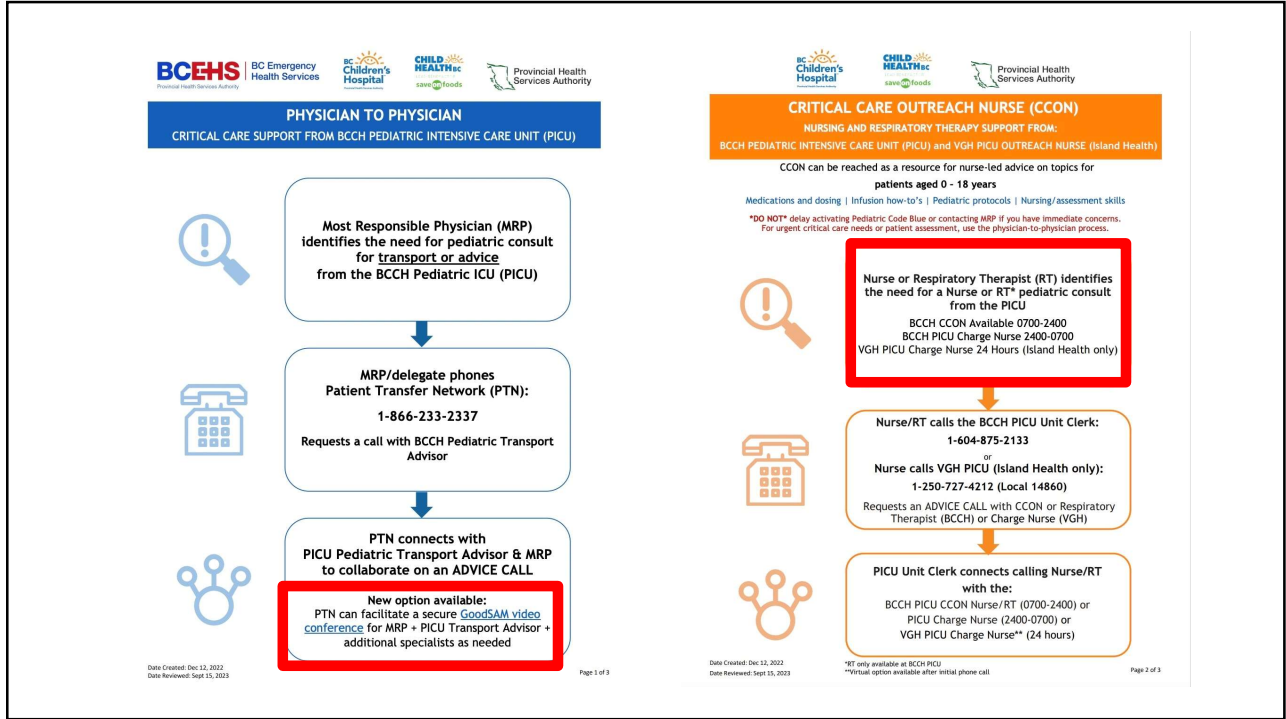 BCEHS
Provincial Health Services Authority
BC Emergency
Health Services
BC
Children's
Hospital
Provincial Health Services Authority
CHILD
HEALTHBC
save on foods
Provincial Health
Services Authority
PHYSICIAN TO PHYSICIAN
CRITICAL CARE SUPPORT FROM BCCH PEDIATRIC INTENSIVE CARE UNIT (PICU)
Most Responsible Physician (MRP)
identifies the need for pediatric consult
for transport or advice
from the BCCH Pediatric ICU (PICU)
MRP/delegate phones
Patient Transfer Network (PTN):
1-866-233-2337
Requests a call with BCCH Pediatric Transport
Advisor
PTN connects with
PICU Pediatric Transport Advisor & MRP
to collaborate on an ADVICE CALL
New option available:
PTN can facilitate a secure GoodSAM video
conference for MRP + PICU Transport Advisor +
additional specialists as needed
Date Created: Dec 12, 2022
Date Reviewed: Sept 15, 2023
Page 1 of 3
BC
Children's
Hospital
Provincial Health Services Authority
CHILD
HEALTHBC
save on foods
Provincial Health
Services Authority
CRITICAL CARE OUTREACH NURSE (CCON)
NURSING AND RESPIRATORY THERAPY SUPPORT FROM:
BCCH PEDIATRIC INTENSIVE CARE UNIT (PICU) and VGH PICU OUTREACH NURSE (Island Health)
CCON can be reached as a resource for nurse-led advice on topics for
patients aged 0 - 18 years
Medications and dosing | Infusion how-to's | Pediatric protocols | Nursing/assessment skills
*DO NOT* delay activating Pediatric Code Blue or contacting MRP if you have immediate concerns.
For urgent critical care needs or patient assessment, use the physician-to-physician process.
Nurse or Respiratory Therapist (RT) identifies
the need for a Nurse or RT* pediatric consult
from the PICU
BCCH CCON Available 0700-2400
BCCH PICU Charge Nurse 2400-0700
VGH PICU Charge Nurse 24 Hours (Island Health only)
Nurse/RT calls the BCCH PICU Unit Clerk:
1-604-875-2133
or
Nurse calls VGH PICU (Island Health only):
1-250-727-4212 (Local 14860)
Requests an ADVICE CALL with CCON or Respiratory
Therapist (BCCH) or Charge Nurse (VGH)
PICU Unit Clerk connects calling Nurse/RT
with the:
BCCH PICU CCON Nurse/RT (0700-2400) or
PICU Charge Nurse (2400-0700) or
VGH PICU Charge Nurse** (24 hours)
Date Created: Dec 12, 2022
Date Reviewed: Sept 15, 2023
*RT only available at BCCH PICU
**Virtual option available after initial phone call
Page 2 of 3